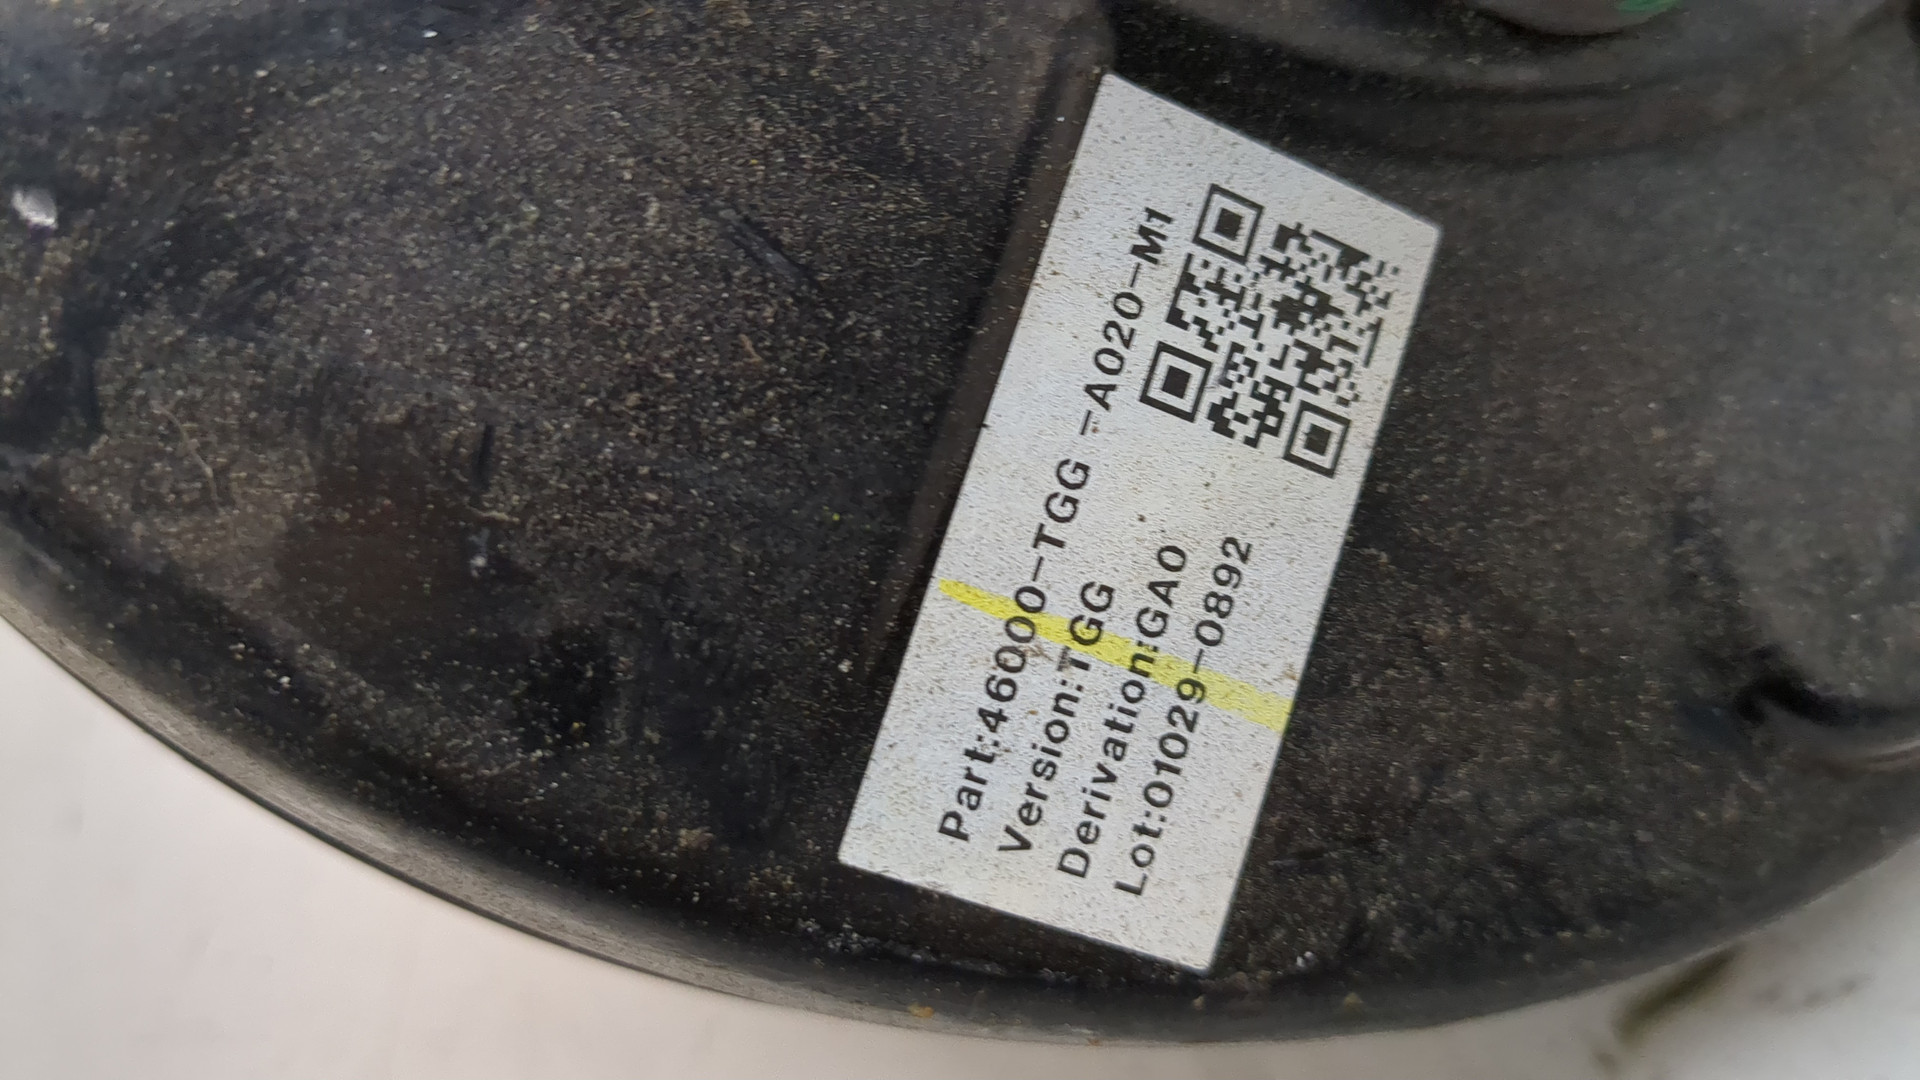 Part:46000-TGG -A020-M1
Version:TGG
Derivation:GA0
Lot:01029-0892